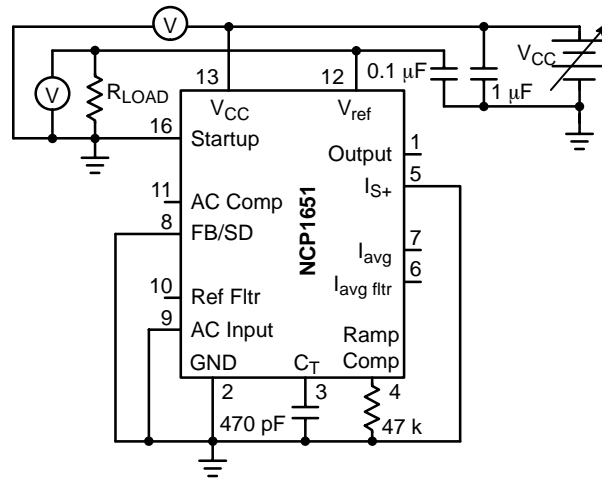 V
13
12
0.1 μF
VCC
V
RLOAD
1 μF
VCC
Vref
16
Startup
Output
1
IS+
5
11
AC Comp
8
FB/SD
NCP1651
Iavg
7
Iavg fltr
6
10
Ref Fltr
9
AC Input
Ramp
Comp
GND
CT
2
3
4
470 pF
47 k